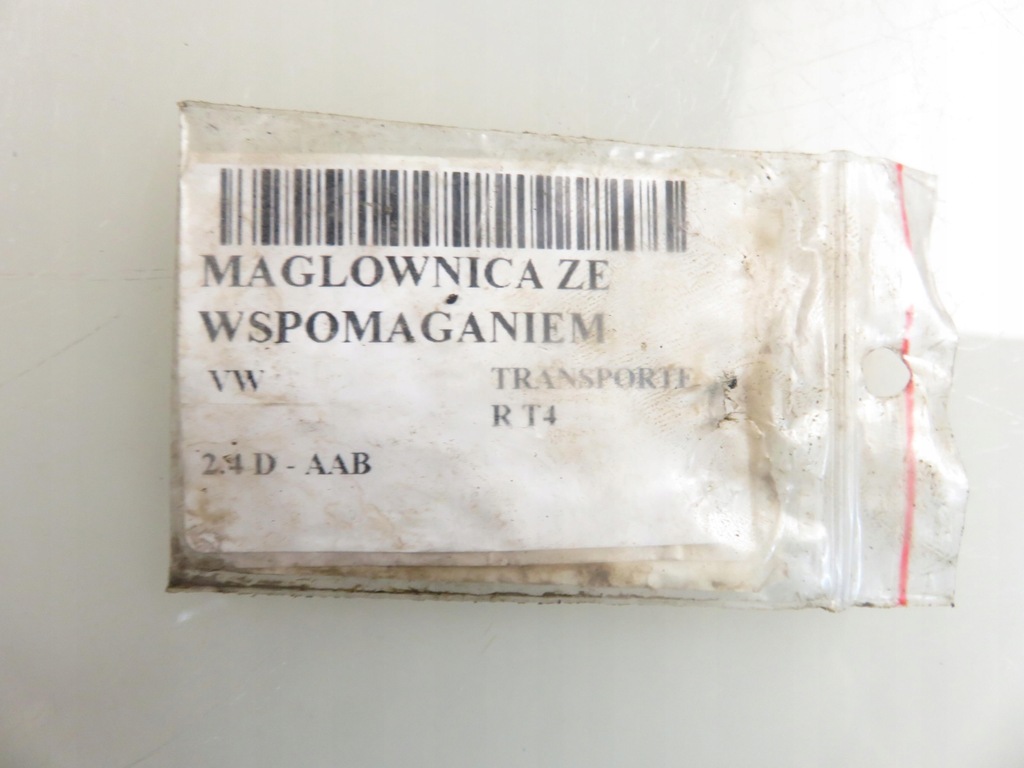 MAGLOWNICA ZE
WSPOMAGANIEM
VW TRANSPORTE
R T4
2.4 D - AAB